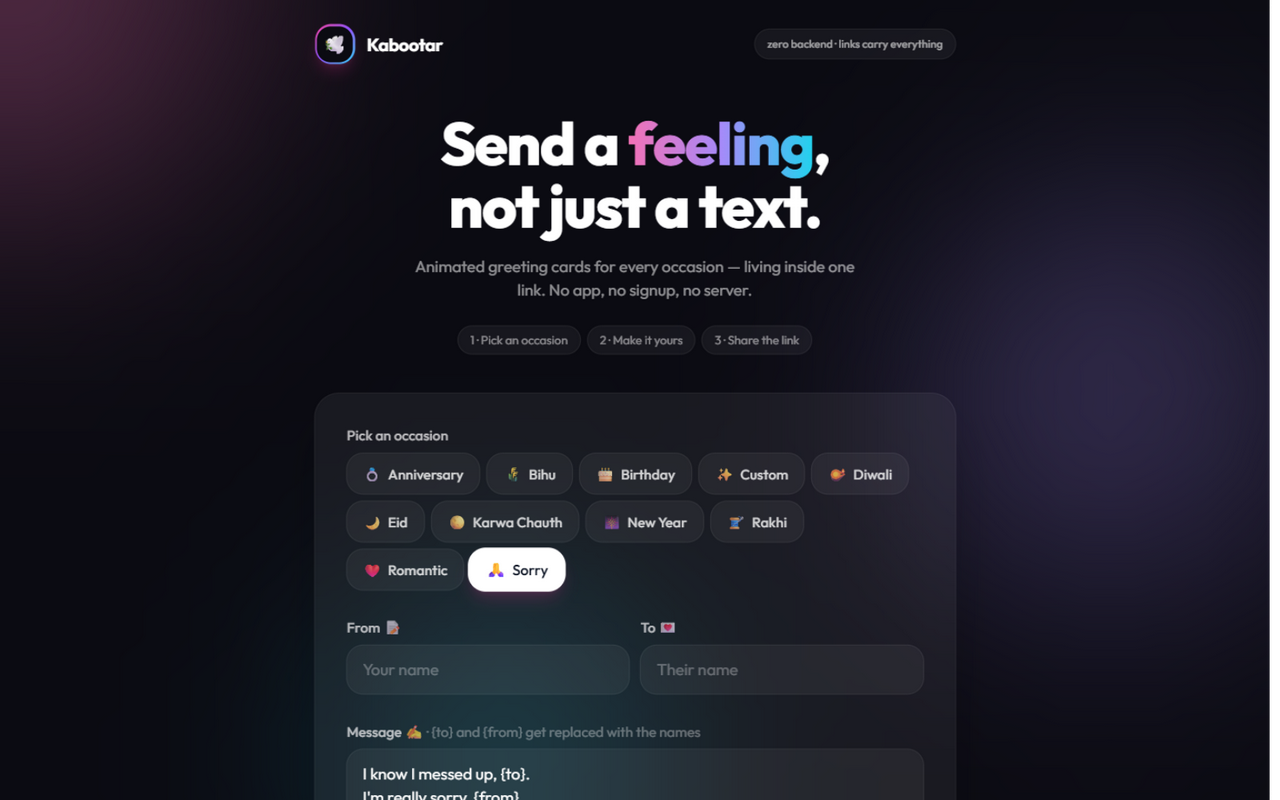 Kabootar
zero backend · links carry everything
Send a feeling,
not just a text.
Animated greeting cards for every occasion — living inside one
link. No app, no signup, no server.
1 · Pick an occasion
2 · Make it yours
3 · Share the link
Pick an occasion
💍 Anniversary
🌾 Bihu
🎂 Birthday
✨ Custom
🪔 Diwali
🌙 Eid
🌕 Karwa Chauth
🎆 New Year
🧵 Rakhi
❤️ Romantic
🙏 Sorry
From 📝
To 💌
Your name
Their name
Message ✍️ · {to} and {from} get replaced with the names
I know I messed up, {to}.
I'm really sorry. {from}